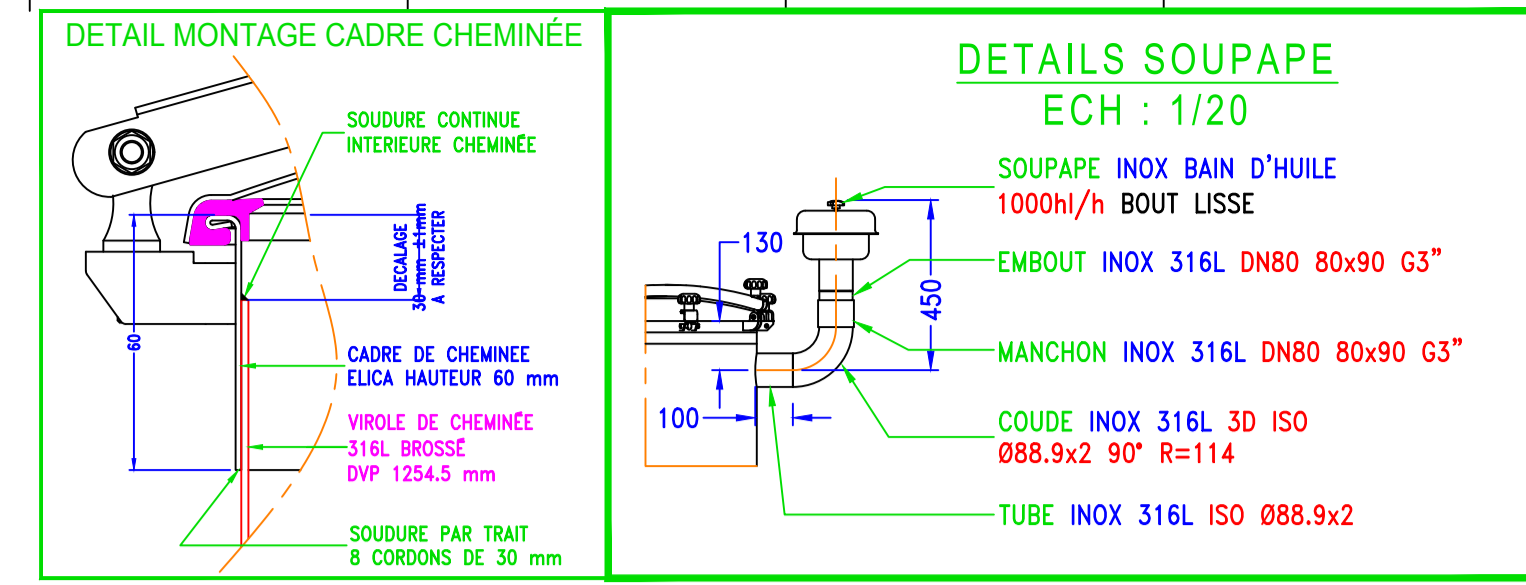 DETAIL MONTAGE CADRE CHEMINÉE
SOUDURE CONTINUE
INTERIEURE CHEMINÉE
DECALAGE
30 mm ±1mm
A RESPECTER
60
CADRE DE CHEMINEE
ELICA HAUTEUR 60 mm
VIROLE DE CHEMINÉE
316L BROSSÉ
DVP 1254.5 mm
SOUDURE PAR TRAIT
8 CORDONS DE 30 mm
DETAILS SOUPAPE
ECH : 1/20
SOUPAPE INOX BAIN D'HUILE
1000hl/h BOUT LISSE
130
EMBOUT INOX 316L DN80 80x90 G3”
450
MANCHON INOX 316L DN80 80x90 G3”
100
COUDE INOX 316L 3D ISO
Ø88.9x2 90° R=114
TUBE INOX 316L ISO Ø88.9x2